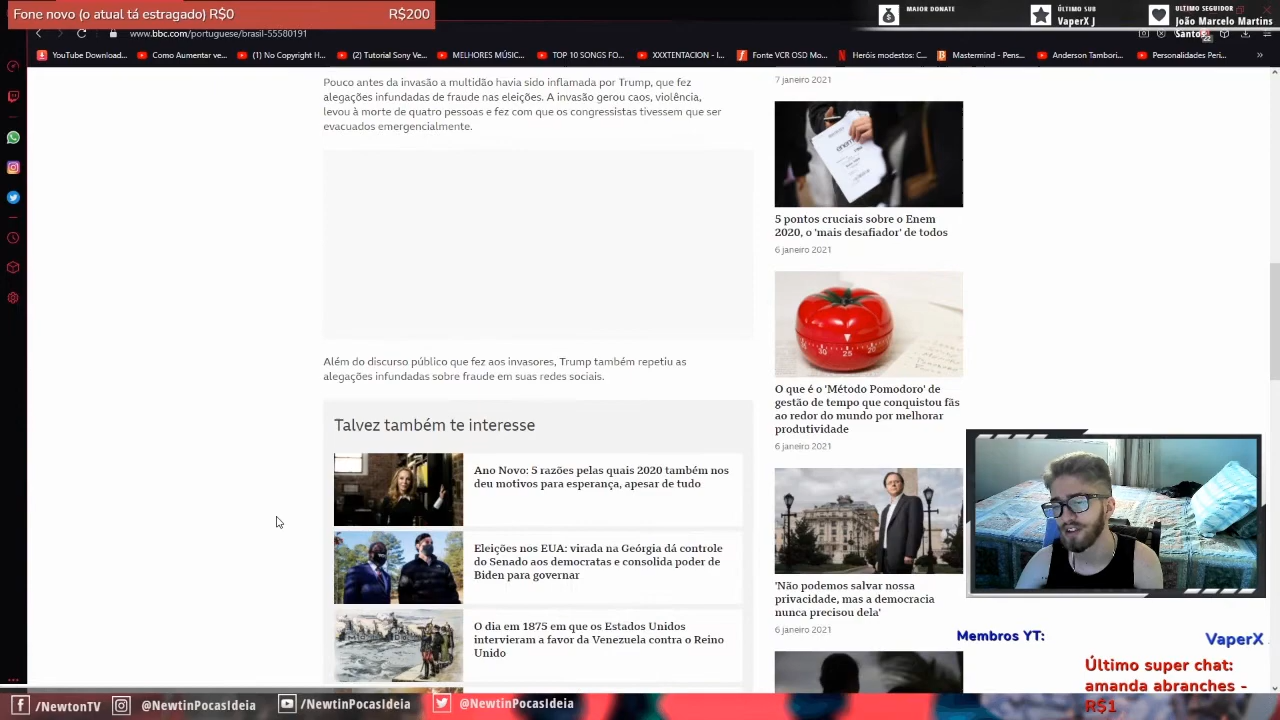 Fone novo (o atual tá estragado) R$0 R$200
MAIOR DONATE
ÚLTIMO SUB
VaperX J
ULTIMO SEGUIDOR
João Marcelo Martins
Santos
22
www.bbc.com/portuguese/brasil-55580191
YouTube Download...
Como Aumentar ve...
(1) No Copyright H...
(2) Tutorial Sony Ve...
MELHORES MÚSIC...
TOP 10 SONGS FO...
XXXTENTACION - I...
Fonte VCR OSD Mo...
Heróis modestos: C...
Mastermind - Pens...
Anderson Tambori...
Personalidades Peri...
Pouco antes da invasão a multidão havia sido inflamada por Trump, que fez
alegações infundadas de fraude nas eleições. A invasão gerou caos, violência,
levou à morte de quatro pessoas e fez com que os congressistas tivessem que ser
evacuados emergencialmente.
Além do discurso público que fez aos invasores, Trump também repetiu as
alegações infundadas sobre fraude em suas redes sociais.
Talvez também te interesse
Ano Novo: 5 razões pelas quais 2020 também nos
deu motivos para esperança, apesar de tudo
Eleições nos EUA: virada na Geórgia dá controle
do Senado aos democratas e consolida poder de
Biden para governar
O dia em 1875 em que os Estados Unidos
intervieram a favor da Venezuela contra o Reino
Unido
7 janeiro 2021
enem
5 pontos cruciais sobre o Enem
2020, o 'mais desafiador' de todos
6 janeiro 2021
30 25 20
O que é o 'Método Pomodoro' de
gestão de tempo que conquistou fãs
ao redor do mundo por melhorar
produtividade
6 janeiro 2021
'Não podemos salvar nossa
privacidade, mas a democracia
nunca precisou dela'
6 janeiro 2021
Membros YT:
VaperX
Último super chat:
amanda abranches -
R$1
/NewtonTV
@NewtinPocasIdeia
/NewtinPocasIdeia
@NewtinPocasIdeia